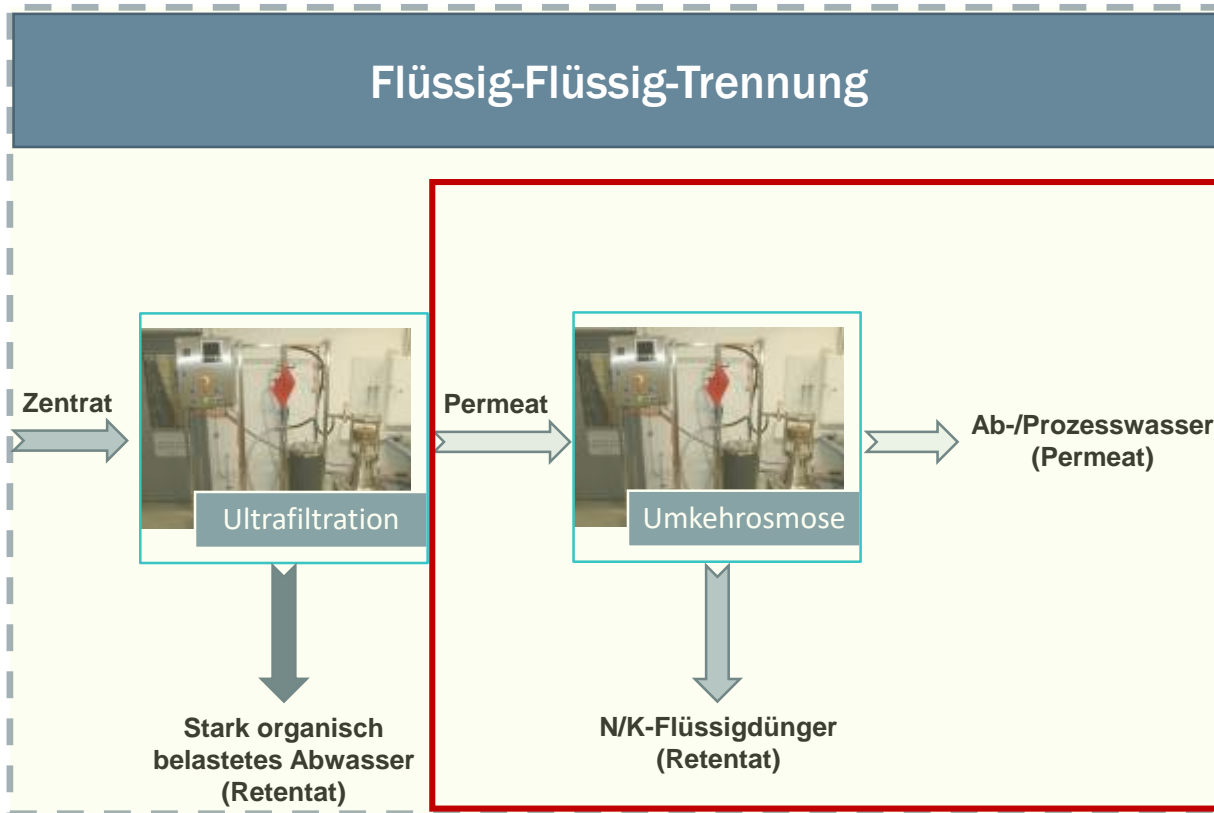 Flüssig-Flüssig-Trennung
Zentrat
Ultrafiltration
Permeat
Umkehrosmose
Ab-/Prozesswasser
(Permeat)
Stark organisch
belastetes Abwasser
(Retentat)
N/K-Flüssigdünger
(Retentat)